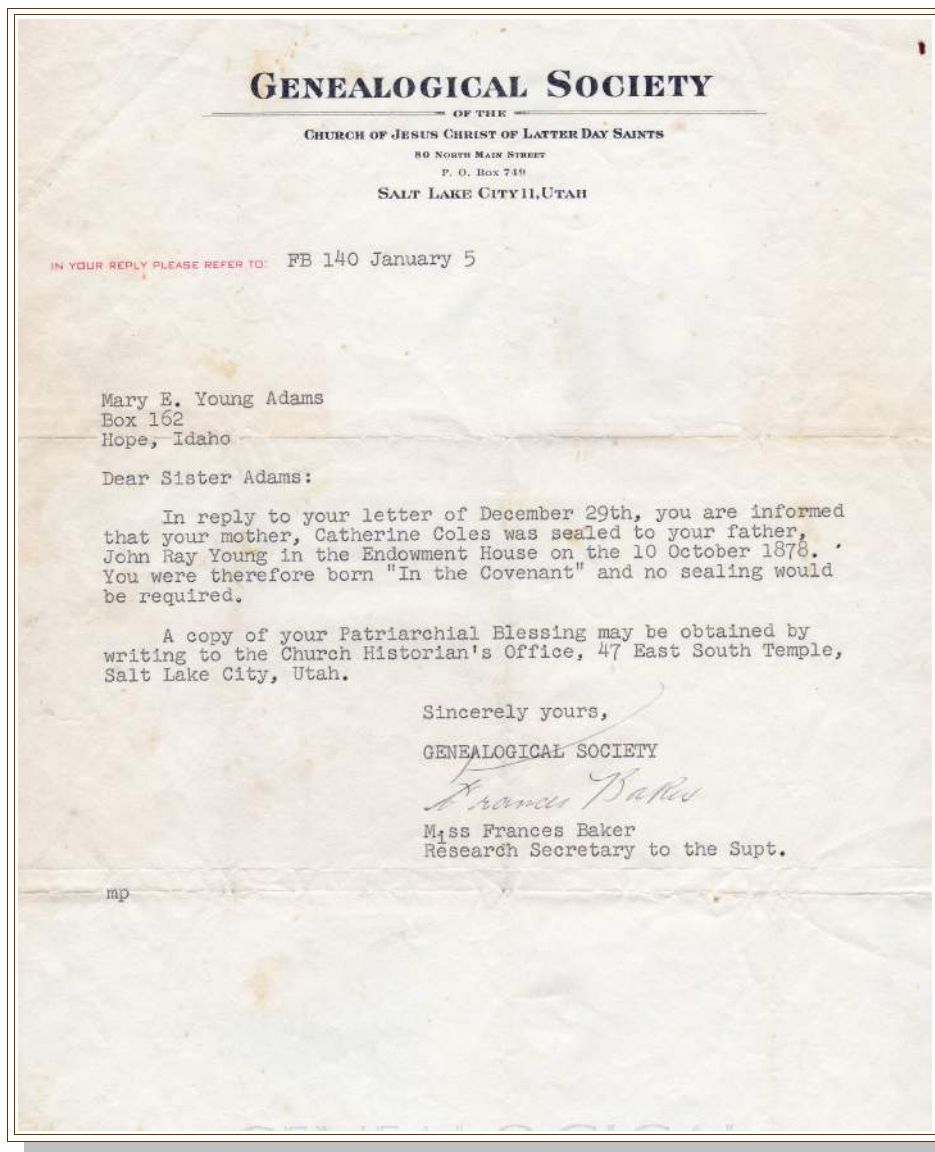 GENEALOGICAL SOCIETY
OF THE
CHURCH OF JESUS CHRIST OF LATTER DAY SAINTS
80 NORTH MAIN STREET
P. O. Box 749
SALT LAKE CITY 11, UTAH
IN YOUR REPLY PLEASE REFER TO: FB 140 January 5
Mary E. Young Adams
Box 162
Hope, Idaho
Dear Sister Adams:
In reply to your letter of December 29th, you are informed
that your mother, Catherine Coles was sealed to your father,
John Ray Young in the Endowment House on the 10 October 1878.
You were therefore born "In the Covenant" and no sealing would
be required.
A copy of your Patriarchial Blessing may be obtained by
writing to the Church Historian's Office, 47 East South Temple,
Salt Lake City, Utah.
Sincerely yours,
GENEALOGICAL SOCIETY
Frances Baker
Miss Frances Baker
Research Secretary to the Supt.
mp
GENEALOGICAL